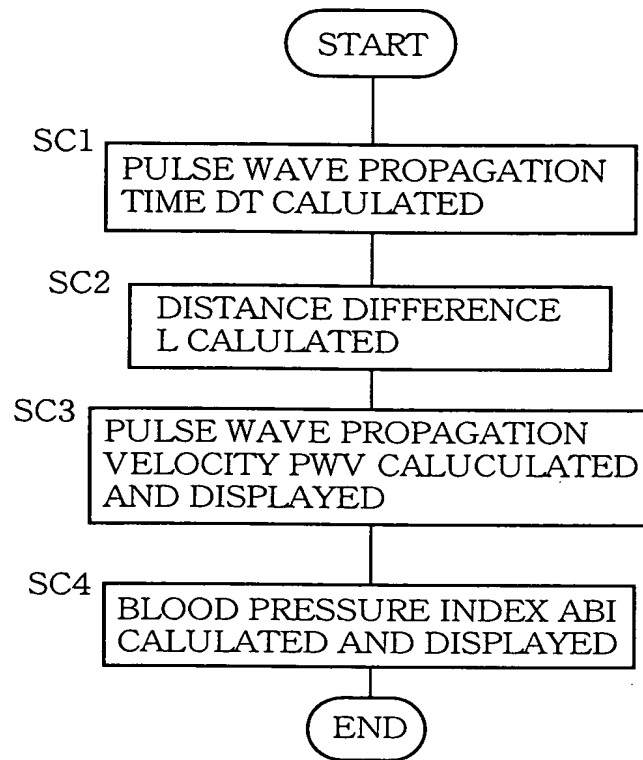 START
SC1
PULSE WAVE PROPAGATION
TIME DT CALULATED
SC2
DISTANCE DIFFERENCE
L CALULATED
SC3
PULSE WAVE PROPAGATION
VELOCITY PWV CALUCULATED
AND DISPLAYED
SC4
BLOOD PRESSURE INDEX ABI
CALULATED AND DISPLAYED
END